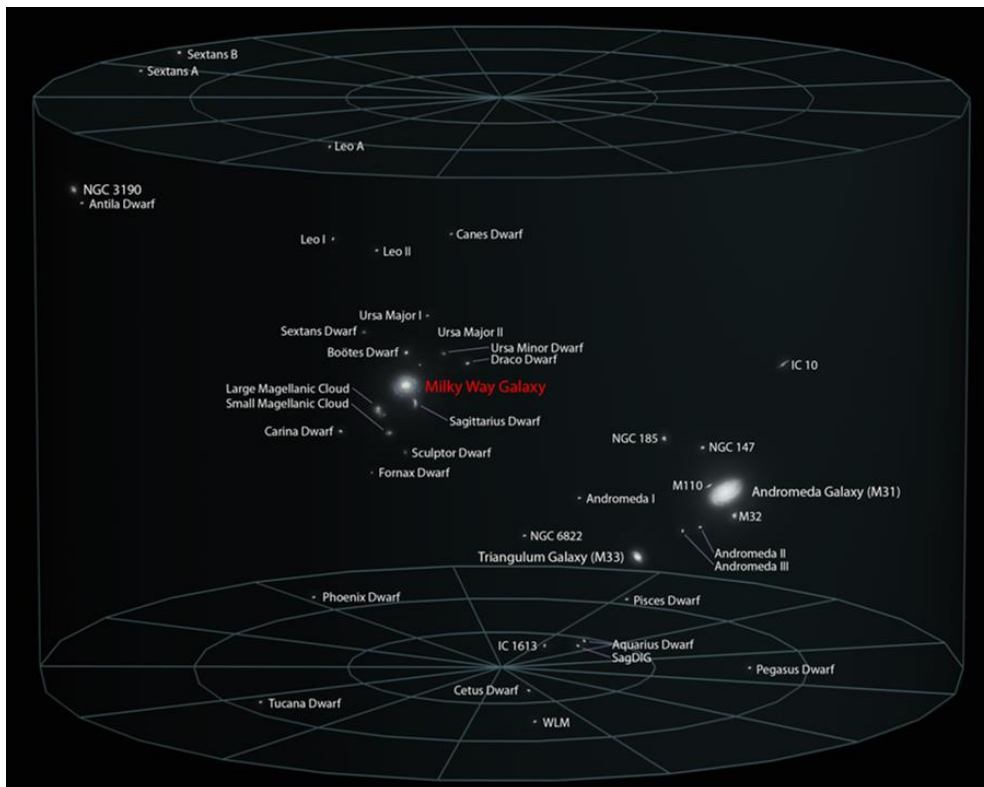 Sextans B
Sextans A
Leo A
NGC 3190
Antila Dwarf
Canes Dwarf
Leo I
Leo II
Ursa Major I
Sextans Dwarf
Ursa Major II
Ursa Minor Dwarf
Boötes Dwarf
Draco Dwarf
IC 10
Milky Way Galaxy
Large Magellanic Cloud
Small Magellanic Cloud
Sagittarius Dwarf
Carina Dwarf
NGC 185
NGC 147
Sculptor Dwarf
Fornax Dwarf
M110
Andromeda Galaxy (M31)
Andromeda I
M32
NGC 6822
Triangulum Galaxy (M33)
Andromeda II
Andromeda III
Phoenix Dwarf
Pisces Dwarf
IC 1613
Aquarius Dwarf
SagDIG
Pegasus Dwarf
Cetus Dwarf
Tucana Dwarf
WLM